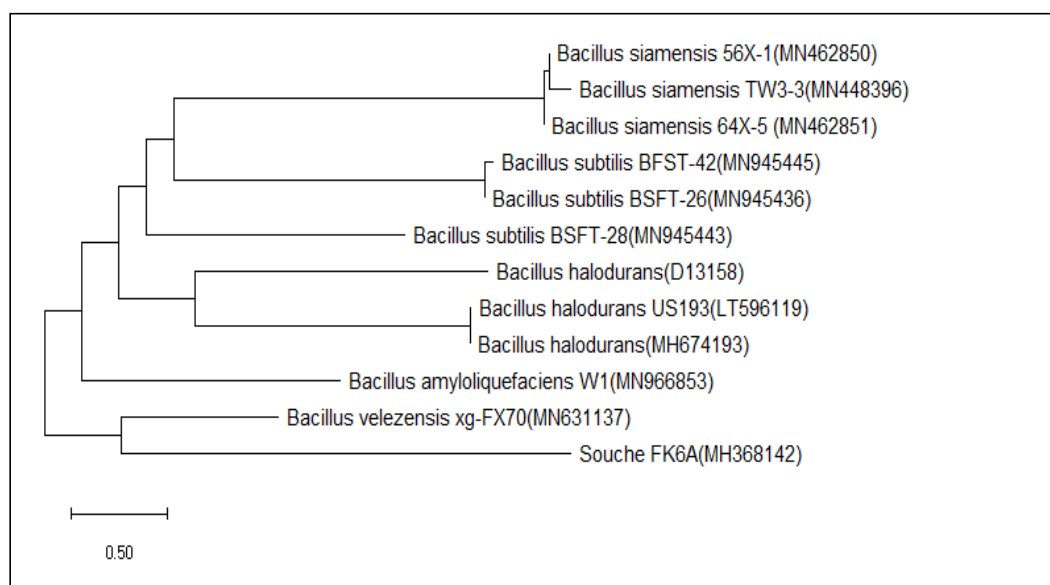 Bacillus siamensis 56X-1(MN462850)
Bacillus siamensis TW3-3(MN448396)
Bacillus siamensis 64X-5 (MN462851)
Bacillus subtilis BFST-42(MN945445)
Bacillus subtilis BSFT-26(MN945436)
Bacillus subtilis BSFT-28(MN945443)
Bacillus halodurans(D13158)
Bacillus halodurans US193(LT596119)
Bacillus halodurans(MH674193)
Bacillus amyloliquefaciens W1(MN966853)
Bacillus velezensis xg-FX70(MN631137)
Souche FK6A(MH368142)
0.50